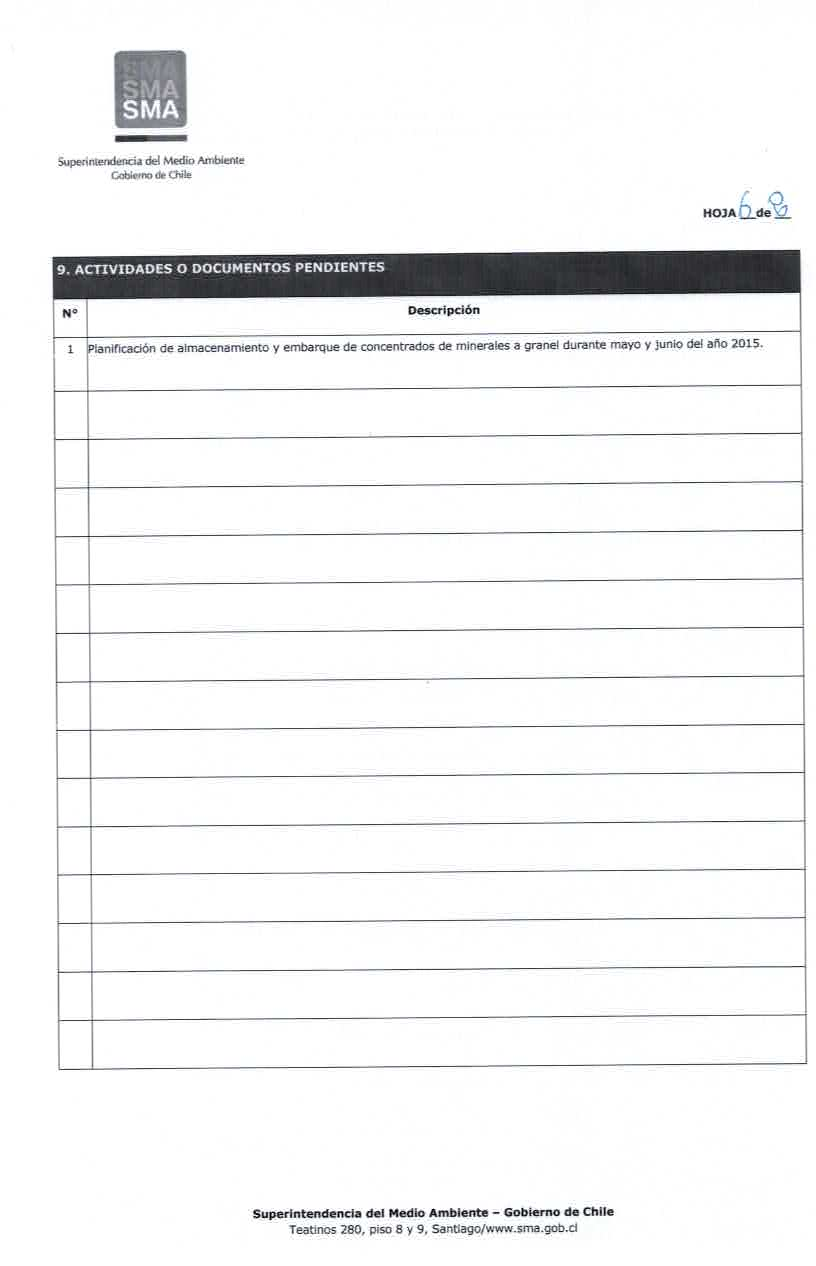 SMA
SMA
SMA
Superintendencia del Medio Ambiente
Gobierno de Chile
HOJA 6 de 8
9. ACTIVIDADES O DOCUMENTOS PENDIENTES
Nº Descripción
1 Planificación de almacenamiento y embarque de concentrados de minerales a granel durante mayo y junio del año 2015.
Superintendencia del Medio Ambiente – Gobierno de Chile
Teatinos 280, piso 8 y 9, Santiago/www.sma.gob.cl